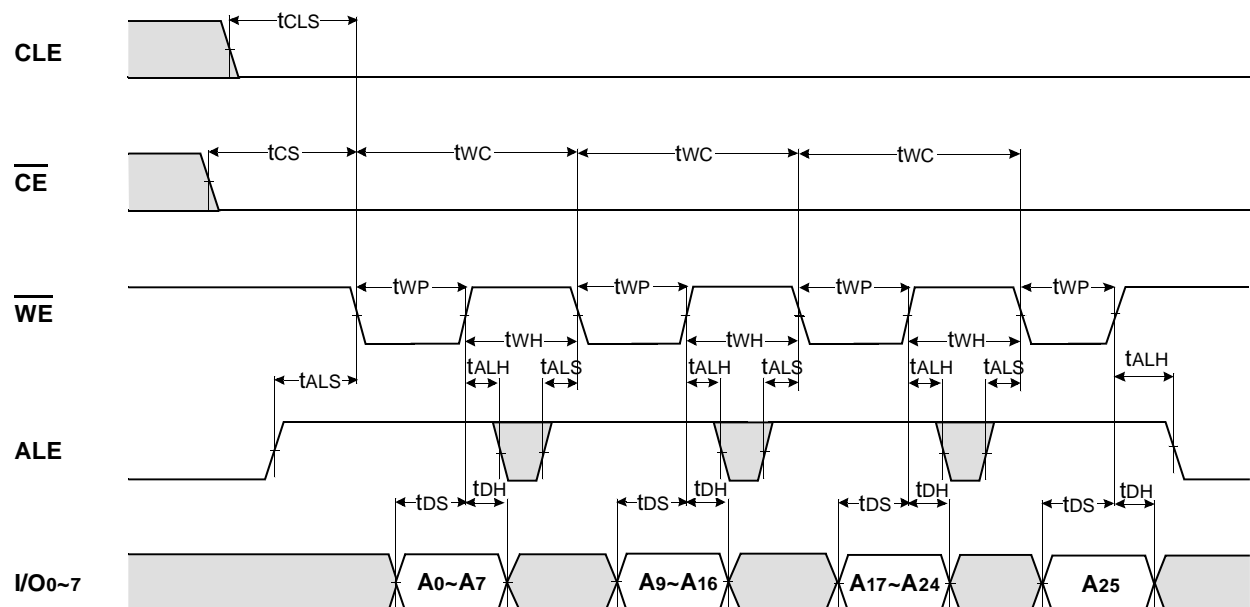 CLE
tCLS
CE
tCS
tWC
tWC
tWC
WE
tWP
tWP
tWP
tWP
tWH
tWH
tWH
tALS
tALH
tALS
tALH
tALS
tALH
tALS
tALH
ALE
tDS
tDH
tDS
tDH
tDS
tDH
tDS
tDH
I/O0~7
A0~A7
A9~A16
A17~A24
A25